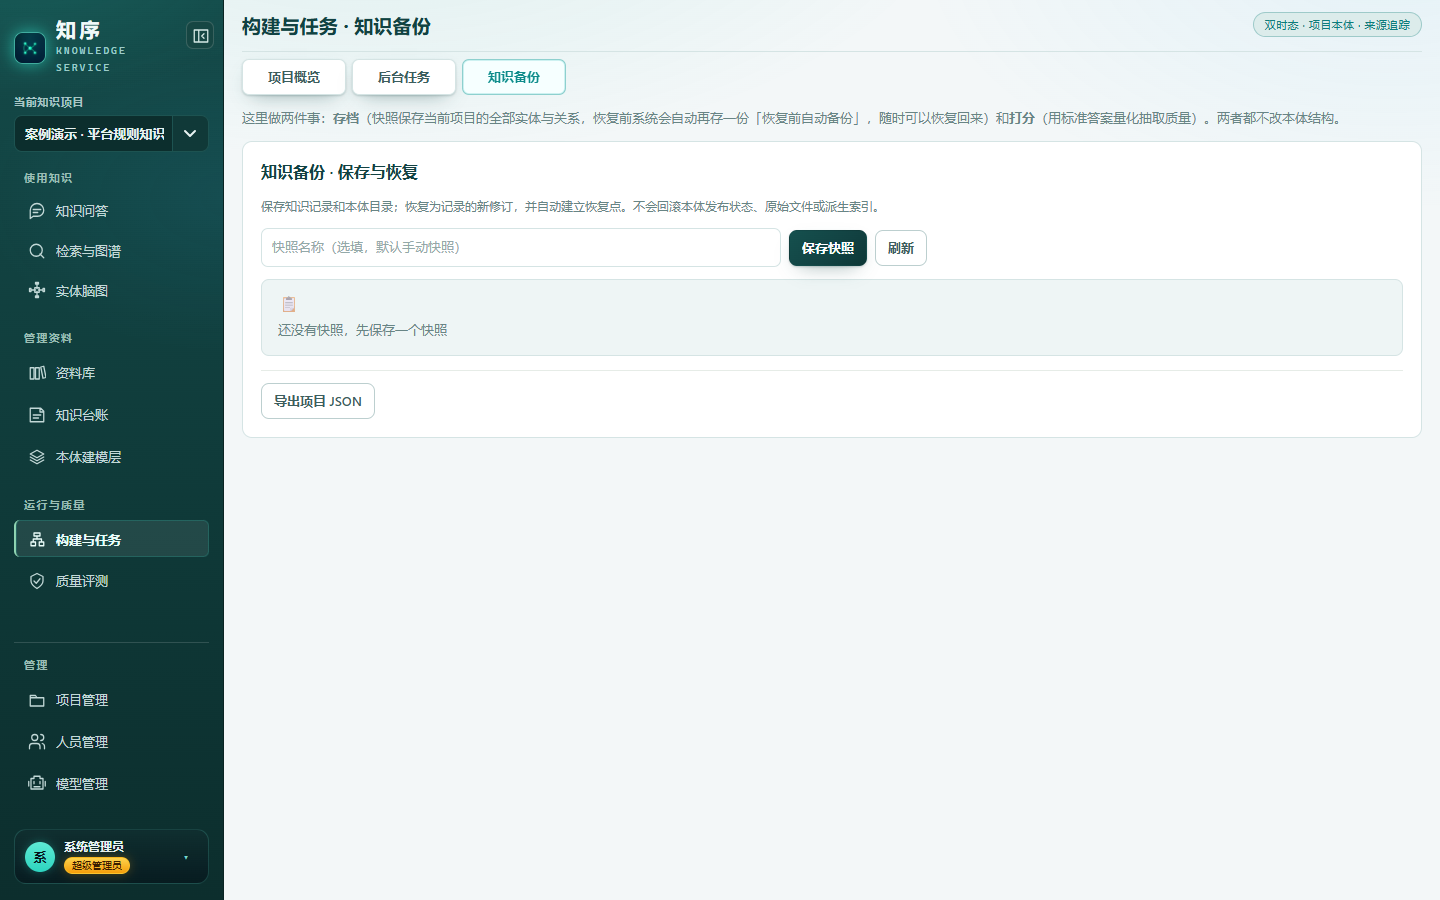 知序
KNOWLEDGE
SERVICE
当前知识项目
案例演示 · 平台规则知识
使用知识
知识问答
检索与图谱
实体脑图
管理资料
资料库
知识台账
本体建模层
运行与质量
构建与任务
质量评测
管理
项目管理
人员管理
模型管理
系
系统管理员
超级管理员
构建与任务 · 知识备份
双时态 · 项目本体 · 来源追踪
项目概览
后台任务
知识备份
这里做两件事：存档（快照保存当前项目的全部实体与关系，恢复前系统会自动再存一份「恢复前自动备份」，随时可以恢复回来）和打分（用标准答案量化抽取质量）。两者都不改本体结构。
知识备份 · 保存与恢复
保存知识记录和本体目录；恢复为记录的新修订，并自动建立恢复点。不会回滚本体发布状态、原始文件或派生索引。
快照名称（选填，默认手动快照）
保存快照
刷新
还没有快照，先保存一个快照
导出项目 JSON